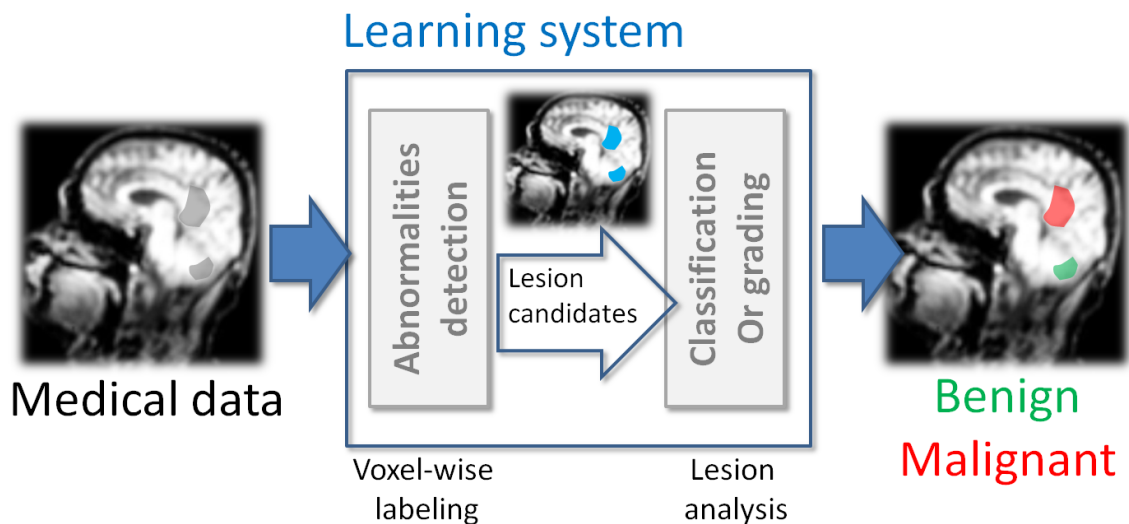 Learning system
Medical data
Abnormalities
detection
Lesion
candidates
Classification
Or grading
Voxel-wise
labeling
Lesion
analysis
Benign
Malignant